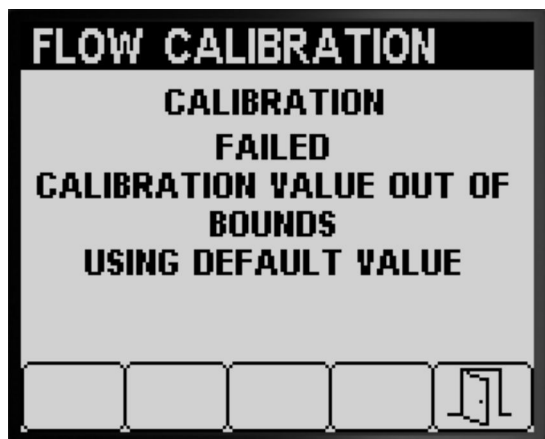 FLOW CALIBRATION
CALIBRATION
FAILED
CALIBRATION VALUE OUT OF
BOUNDS
USING DEFAULT VALUE